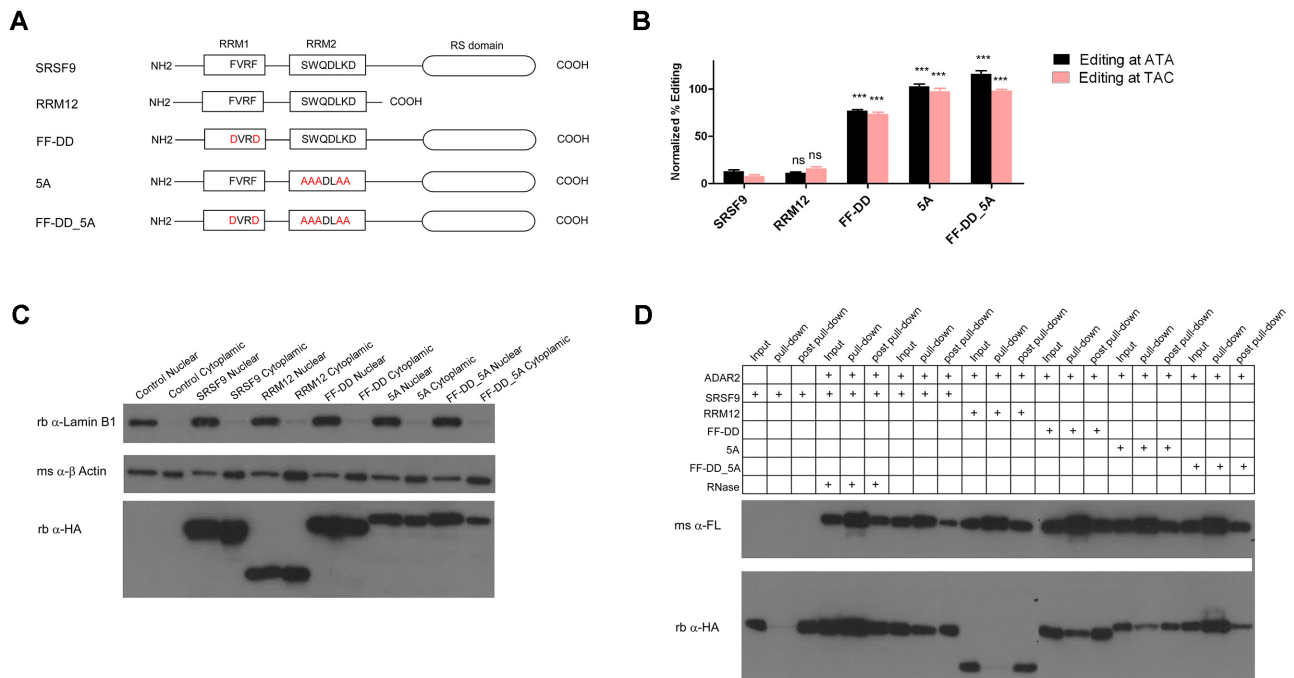 A
RRM1 RRM2 RS domain
SRSF9 NH2 FVRF SWQDLKD COOH
RRM12 NH2 FVRF SWQDLKD COOH
FF-DD NH2 DVRD SWQDLKD COOH
5A NH2 FVRF AAADLAA COOH
FF-DD_5A NH2 DVRD AAADLAA COOH
B
Normalized % Editing
100
50
0
ns ns
*** ***
*** ***
*** ***
SRSF9
RRM12
FF-DD
5A
FF-DD_5A
Editing at ATA
Editing at TAC
C
Control Nuclear
Control Cytoplamic
SRSF9 Nuclear
SRSF9 Cytoplamic
RRM12 Nuclear
RRM12 Cytoplamic
FF-DD Nuclear
FF-DD Cytoplamic
5A Nuclear
5A Cytoplamic
FF-DD_5A Nuclear
FF-DD_5A Cytoplamic
rb α-Lamin B1
ms α-β Actin
rb α-HA
D
Input
pull-down
post pull-down
Input
pull-down
post pull-down
Input
pull-down
post pull-down
Input
pull-down
post pull-down
Input
pull-down
post pull-down
Input
pull-down
post pull-down
Input
pull-down
post pull-down
ADAR2 + + + + + + + + + + + + + + + + + +
SRSF9 + + + + + + + + +
RRM12 + + +
FF-DD + + +
5A + + +
FF-DD_5A + + +
RNase + + +
ms α-FL
rb α-HA